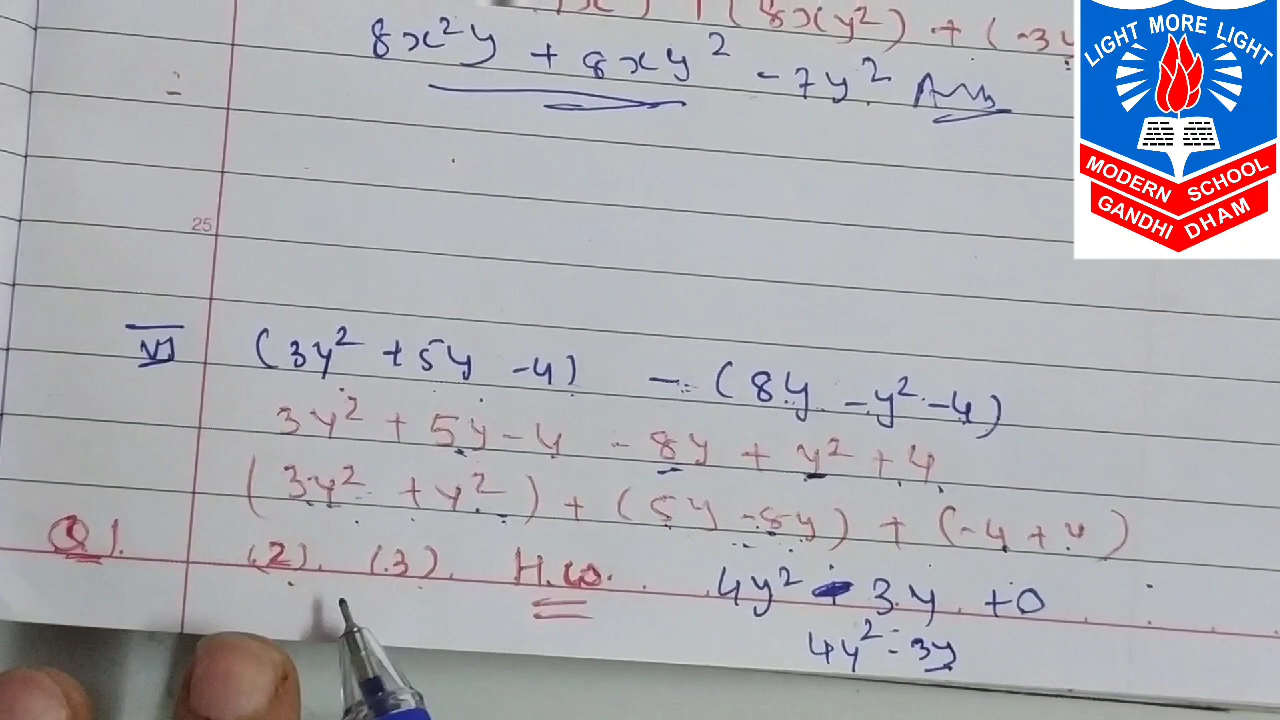 (8xy²) + (-3y
8x²y + 8xy² - 7y² Ans
=
25
VI (3y² + 5y - 4) - (8y - y² - 4)
3y² + 5y - 4 - 8y + y² + 4
(3y² + y²) + (5y - 8y) + (-4 + 4)
Q1. (2). (3). H.W. 4y² - 3y + 0
4y² - 3y
LIGHT MORE LIGHT
MODERN SCHOOL
GANDHI DHAM